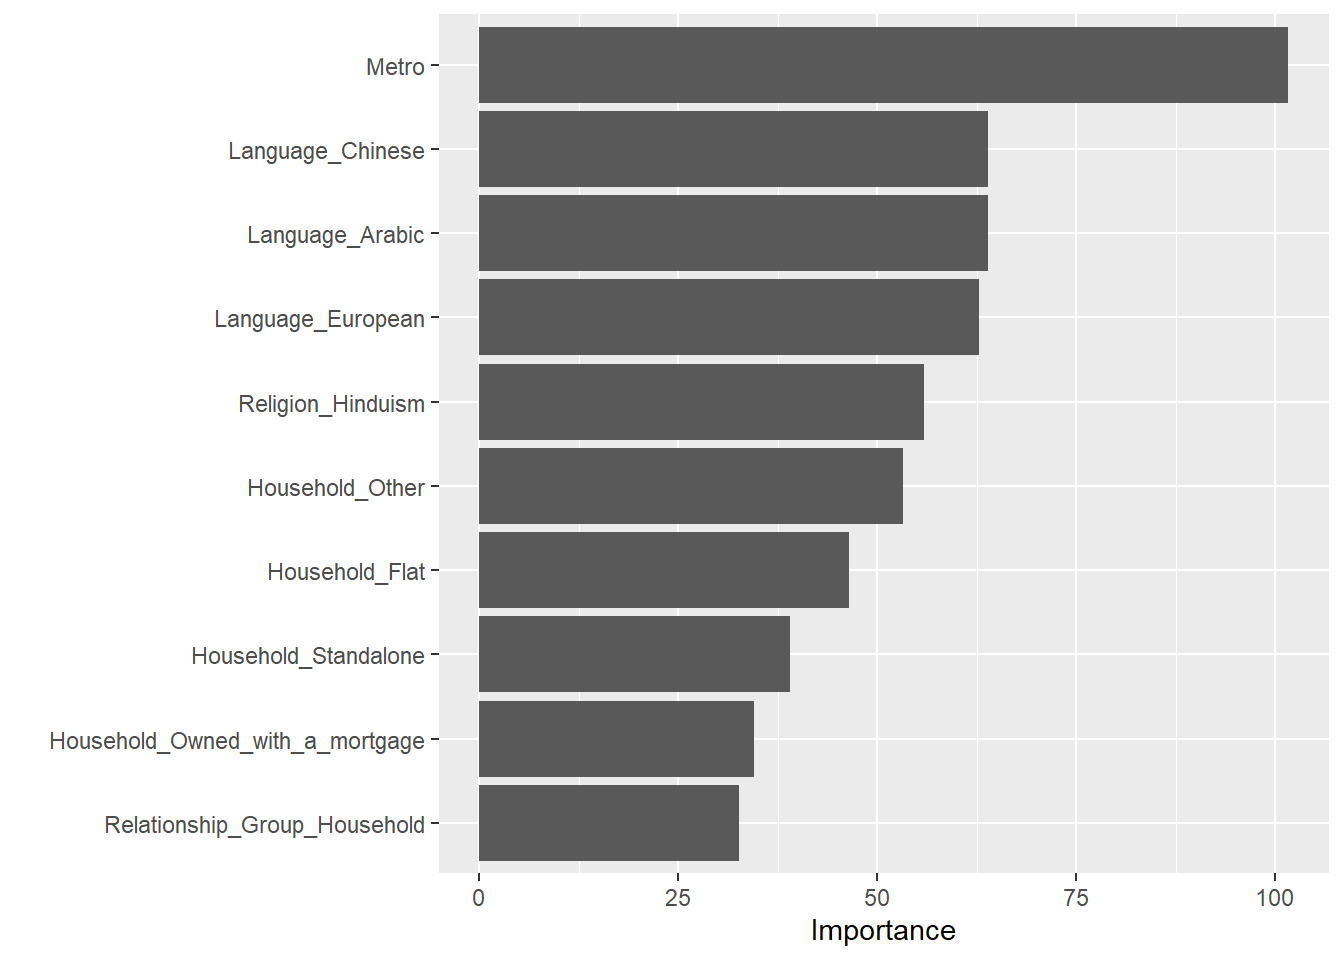 Metro
Language_Chinese
Language_Arabic
Language_European
Religion_Hinduism
Household_Other
Household_Flat
Household_Standalone
Household_Owned_with_a_mortgage
Relationship_Group_Household
0 25 50 75 100
Importance